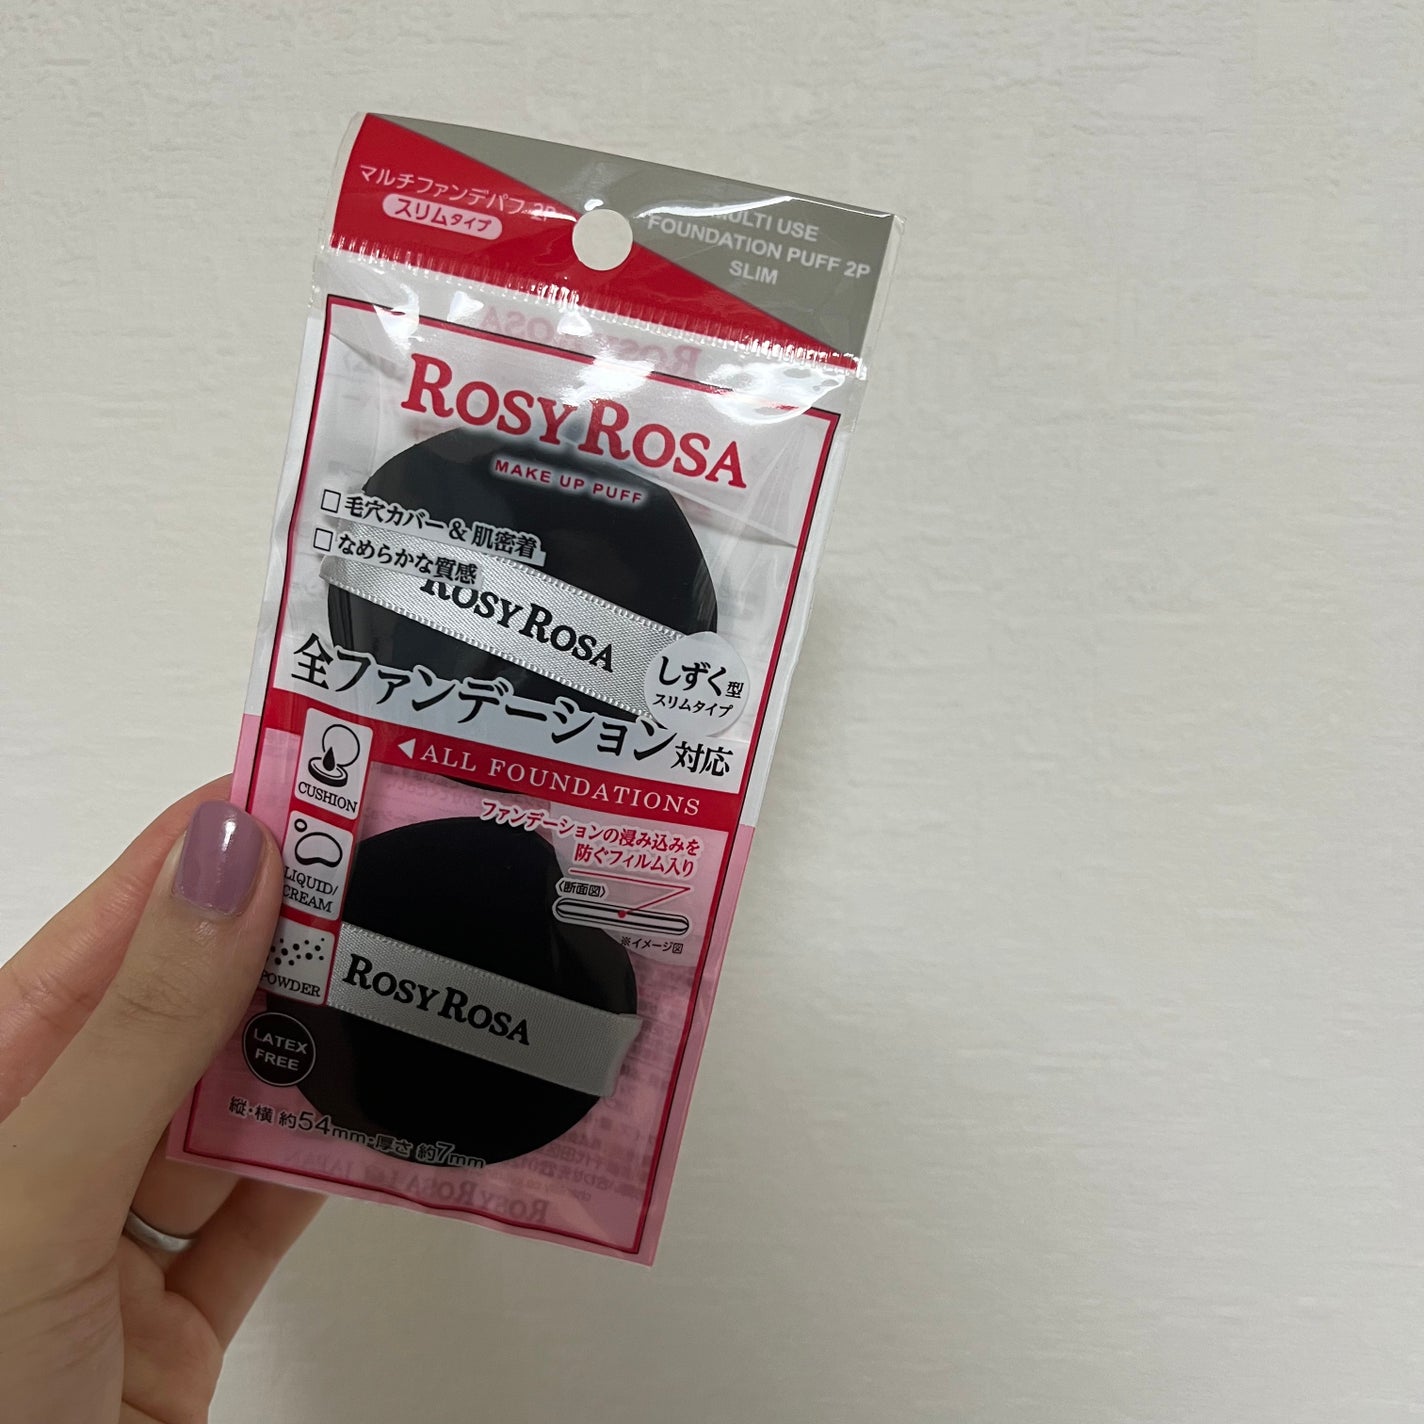 マルチファンデパフ 2P
スリムタイプ
MULTI USE
FOUNDATION PUFF 2P
SLIM
ROSY ROSA
MAKE UP PUFF
□ 毛穴カバー & 肌密着
□ なめらかな質感
ROSY ROSA
しずく型
スリムタイプ
全ファンデーション対応
◀ALL FOUNDATIONS
CUSHION
ファンデーションの浸み込みを
防ぐフィルム入り
〈断面図〉
※イメージ図
LIQUID/
CREAM
POWDER
ROSY ROSA
LATEX
FREE
縦・横 約54mm・厚さ 約7mm